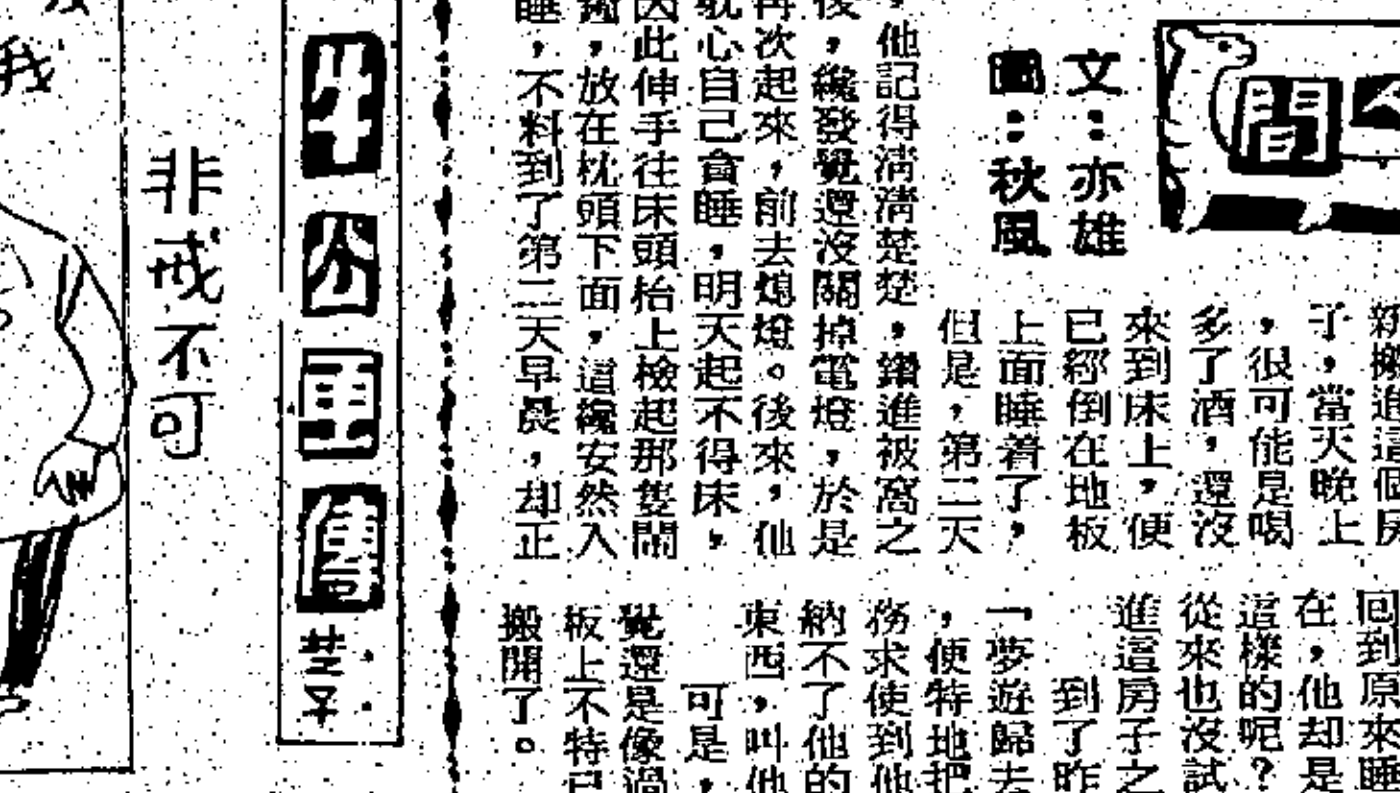 間
文：亦雄
圖：秋風
新搬進這個房
子，當天晚上
，很可能是喝
多了酒，還沒
來到床上，便
已經倒在地板
上面睡着了，
但是，第二天
，他記得清清楚楚，鑽進被窩之
後，纔發覺還沒關掉電燈，於是
再次起來，前去熄燈。後來，他
耽心自己貪睡，明天起不得床，
因此伸手往床頭枱上檢起那隻鬧
鐘，放在枕頭下面，這纔安然入
睡，不料到了第二天早晨，却正
回到原來睡
在，他却是
這樣的呢？
從來也沒試
進這房子之
到了昨
「夢遊歸去
，便特地把
務求使到他
納不了他的
東西，叫他
可是，
覺還是像過
板上不特已
搬開了。
牛公畫傳
非戒不可
我